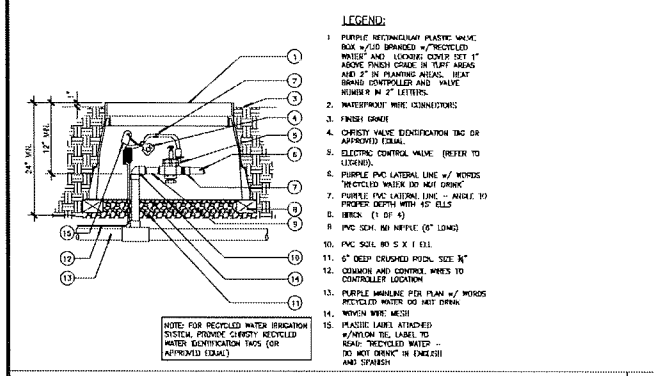 LEGEND:
1 PURPLE RECTANGULAR PLASTIC VALVE
BOX w/LID BRANDED w/"RECYCLED
WATER" AND LOCKING COVER SET 1"
ABOVE FINISH GRADE IN TURF AREAS
AND 2" IN PLANTING AREAS. HEAT
BRAND CONTROLLER AND VALVE
NUMBER IN 2" LETTERS.
2. WATERPROOF WIRE CONNECTORS
3. FINISH GRADE
4. CHRISTY VALVE IDENTIFICATION TAG OR
APPROVED EQUAL.
5. ELECTRIC CONTROL VALVE (REFER TO
LEGEND).
6. PURPLE PVC LATERAL LINE w/ WORDS
"RECYCLED WATER DO NOT DRINK"
7. PURPLE PVC LATERAL LINE - ANGLE TO
PROPER DEPTH WITH 45° ELLS
8. BRICK (1 OF 4)
9 PVC SCH. 80 NIPPLE (6" LONG)
10. PVC SCH. 80 S X T ELL
11. 6" DEEP CRUSHED ROCK, SIZE ¾"
12. COMMON AND CONTROL WIRES TO
CONTROLLER LOCATION
13. PURPLE MAINLINE PER PLAN w/ WORDS
RECYCLED WATER DO NOT DRINK
14. WOVEN WIRE MESH
15. PLASTIC LABEL ATTACHED
w/NYLON TIE, LABEL TO
READ: "RECYCLED WATER -
DO NOT DRINK" IN ENGLISH
AND SPANISH
1
2
3
4
5
6
7
8
9
10
14
11
15
12
13
24" MIN.
12" MIN.
1"
NOTE: FOR RECYCLED WATER IRRIGATION
SYSTEM, PROVIDE CHRISTY RECYCLED
WATER IDENTIFICATION TAGS (OR
APPROVED EQUAL)